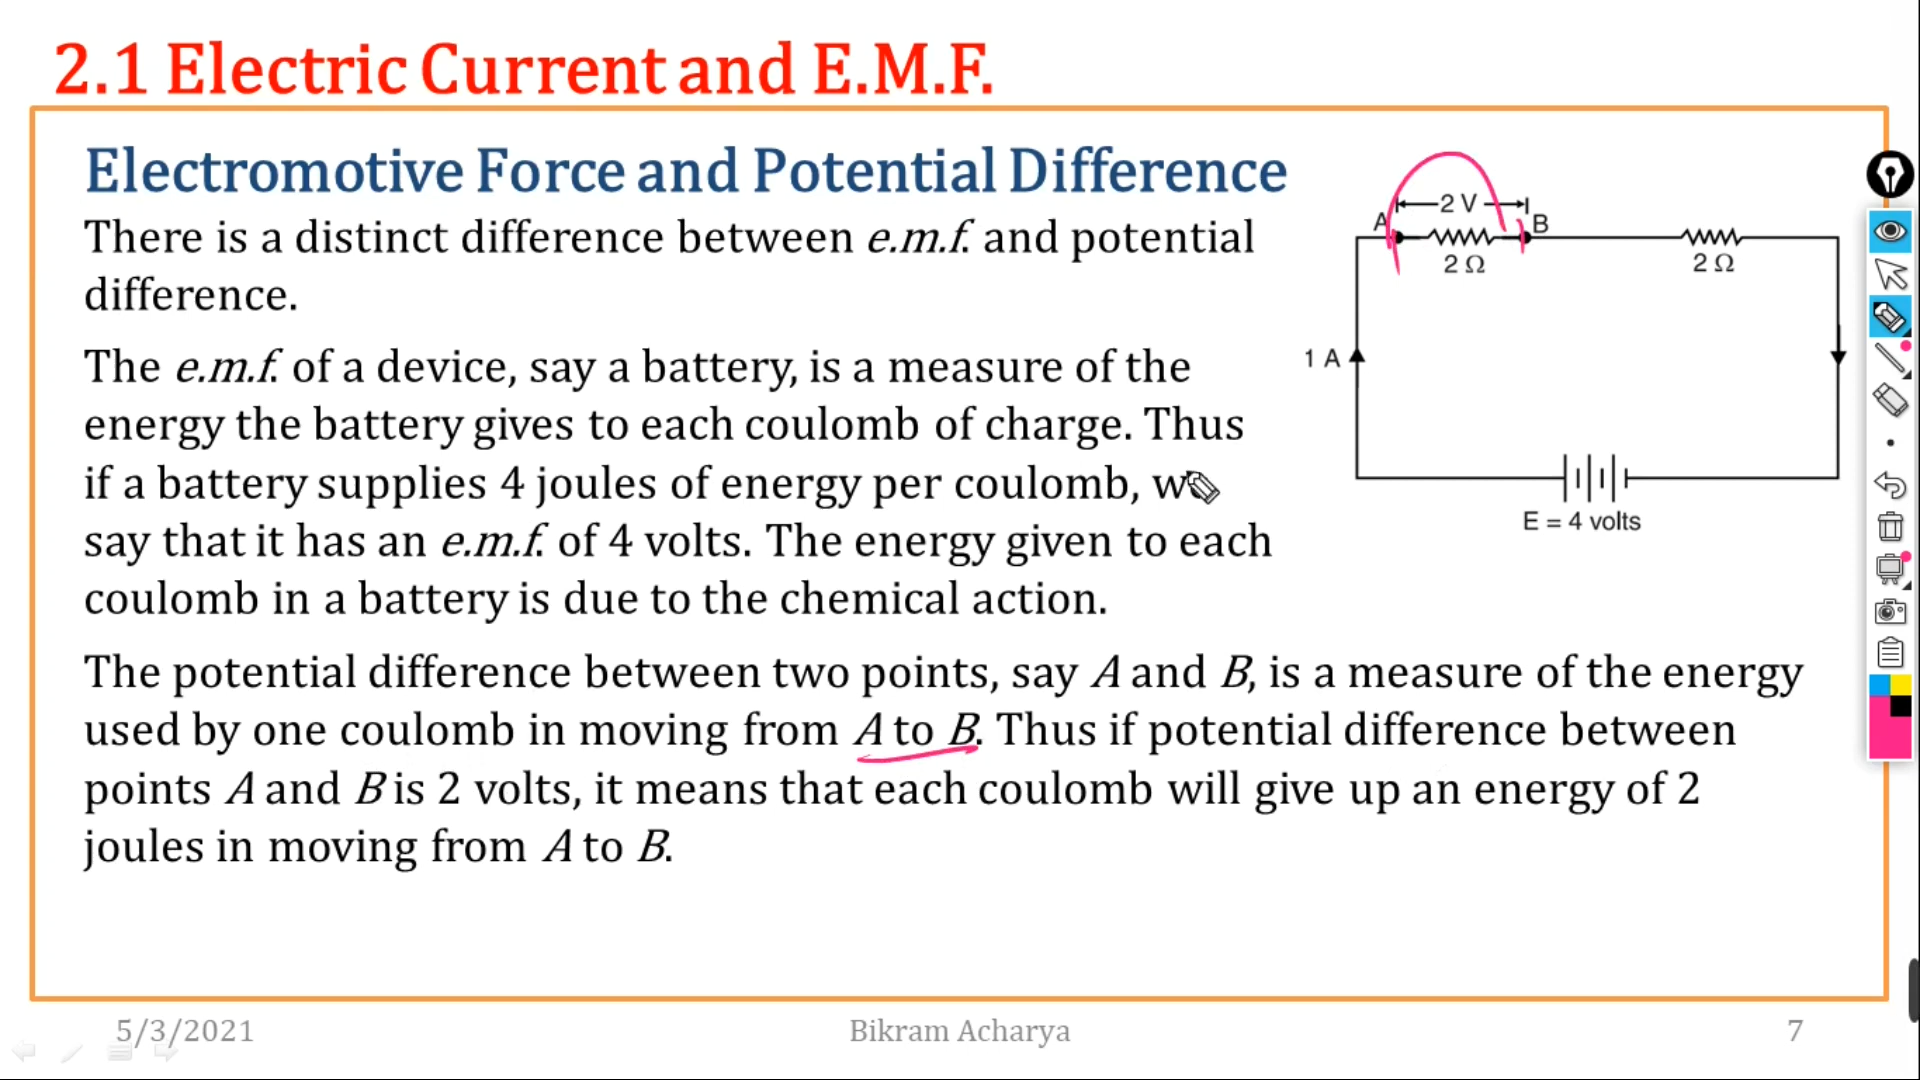 2.1 Electric Current and E.M.F.
Electromotive Force and Potential Difference
There is a distinct difference between e.m.f. and potential
difference.
The e.m.f. of a device, say a battery, is a measure of the
energy the battery gives to each coulomb of charge. Thus
if a battery supplies 4 joules of energy per coulomb, w
say that it has an e.m.f. of 4 volts. The energy given to each
coulomb in a battery is due to the chemical action.
The potential difference between two points, say A and B, is a measure of the energy
used by one coulomb in moving from A to B. Thus if potential difference between
points A and B is 2 volts, it means that each coulomb will give up an energy of 2
joules in moving from A to B.
2 V
A
B
2 Ω
2 Ω
1 A
E = 4 volts
5/3/2021
Bikram Acharya
7